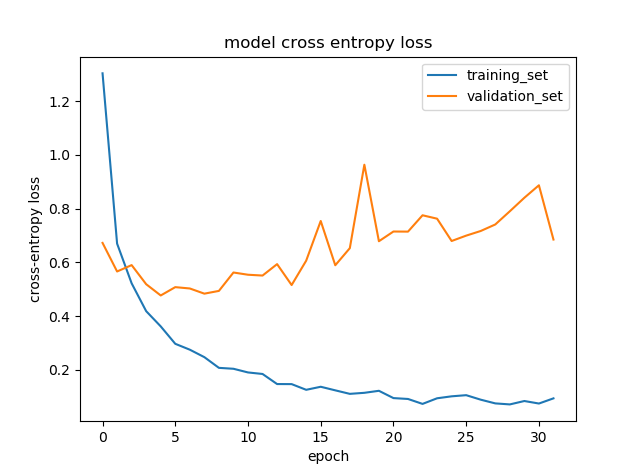 model cross entropy loss
training_set
validation_set
cross-entropy loss
1.2
1.0
0.8
0.6
0.4
0.2
0 5 10 15 20 25 30
epoch